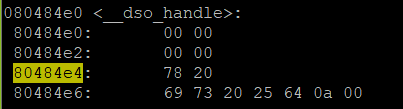 080484e0 <__dso_handle>:
80484e0: 00 00
80484e2: 00 00
80484e4: 78 20
80484e6: 69 73 20 25 64 0a 00